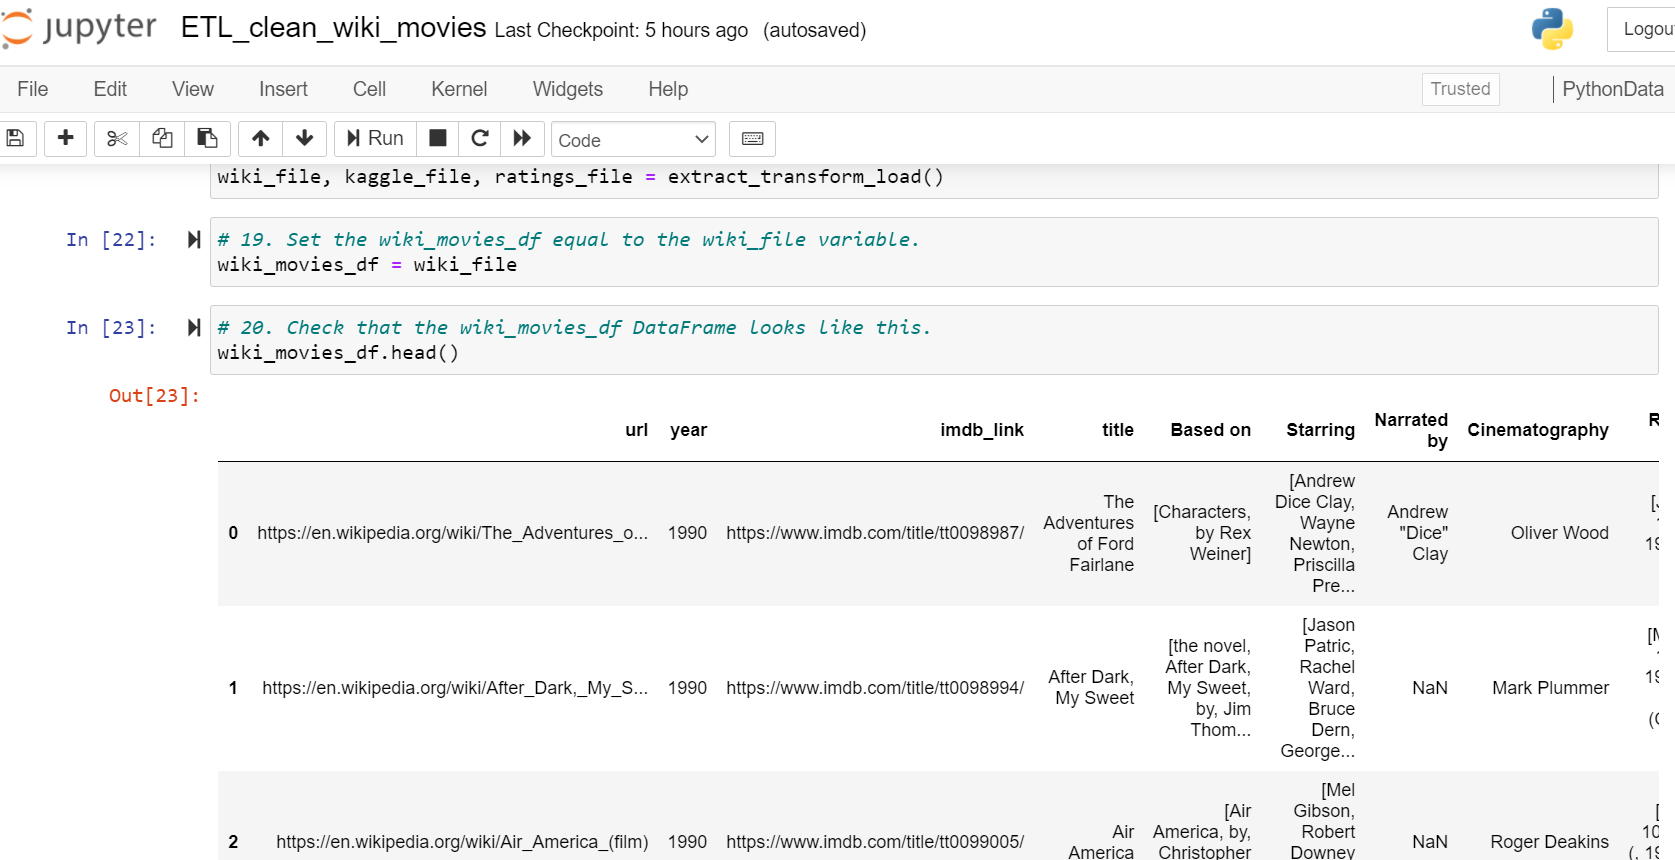 jupyter ETL_clean_wiki_movies Last Checkpoint: 5 hours ago (autosaved)
File Edit View Insert Cell Kernel Widgets Help Trusted PythonData
Run Code
wiki_file, kaggle_file, ratings_file = extract_transform_load()
In [22]: # 19. Set the wiki_movies_df equal to the wiki_file variable.
wiki_movies_df = wiki_file
In [23]: # 20. Check that the wiki_movies_df DataFrame looks like this.
wiki_movies_df.head()
Out[23]:
url year imdb_link title Based on Starring Narrated by Cinematography
0 https://en.wikipedia.org/wiki/The_Adventures_o... 1990 https://www.imdb.com/title/tt0098987/ The Adventures of Ford Fairlane [Characters, by Rex Weiner] [Andrew Dice Clay, Wayne Newton, Priscilla Pre... Andrew "Dice" Clay Oliver Wood
1 https://en.wikipedia.org/wiki/After_Dark,_My_S... 1990 https://www.imdb.com/title/tt0098994/ After Dark, My Sweet [the novel, After Dark, My Sweet, by, Jim Thom... [Jason Patric, Rachel Ward, Bruce Dern, George... NaN Mark Plummer
2 https://en.wikipedia.org/wiki/Air_America_(film) 1990 https://www.imdb.com/title/tt0099005/ Air America [Air America, by, Christopher [Mel Gibson, Robert Downey NaN Roger Deakins